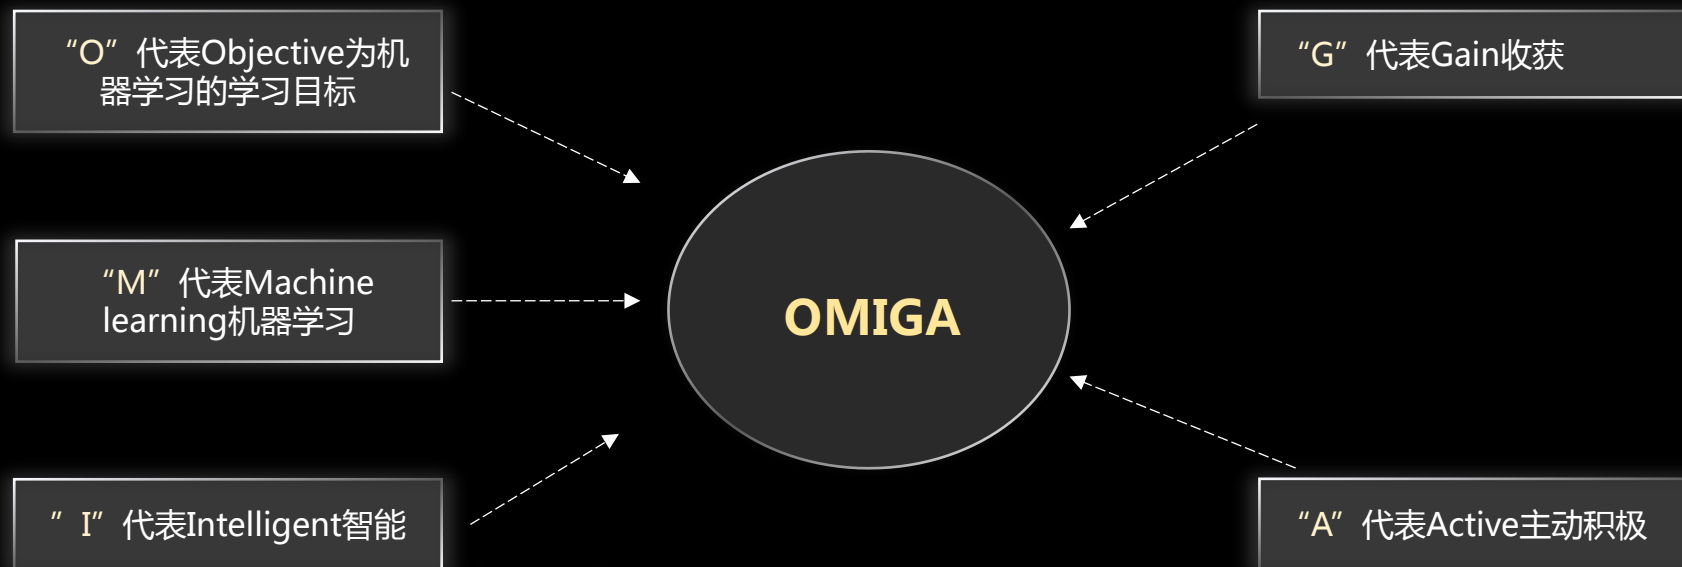 “O”代表Objective为机
器学习的学习目标
“M”代表Machine
learning机器学习
” I”代表Intelligent智能
OMIGA
“G”代表Gain收获
“A”代表Active主动积极